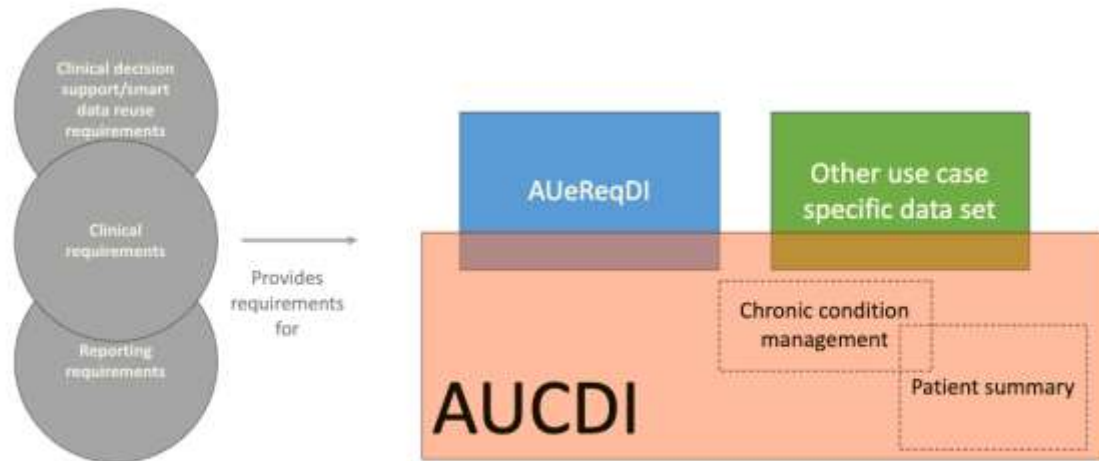 Clinical decision
support/smart
data reuse
requirements
Clinical
requirements
Reporting
requirements
Provides
requirements
for
AUeReqDI
Other use case
specific data set
Chronic condition
management
Patient summary
AUCDI